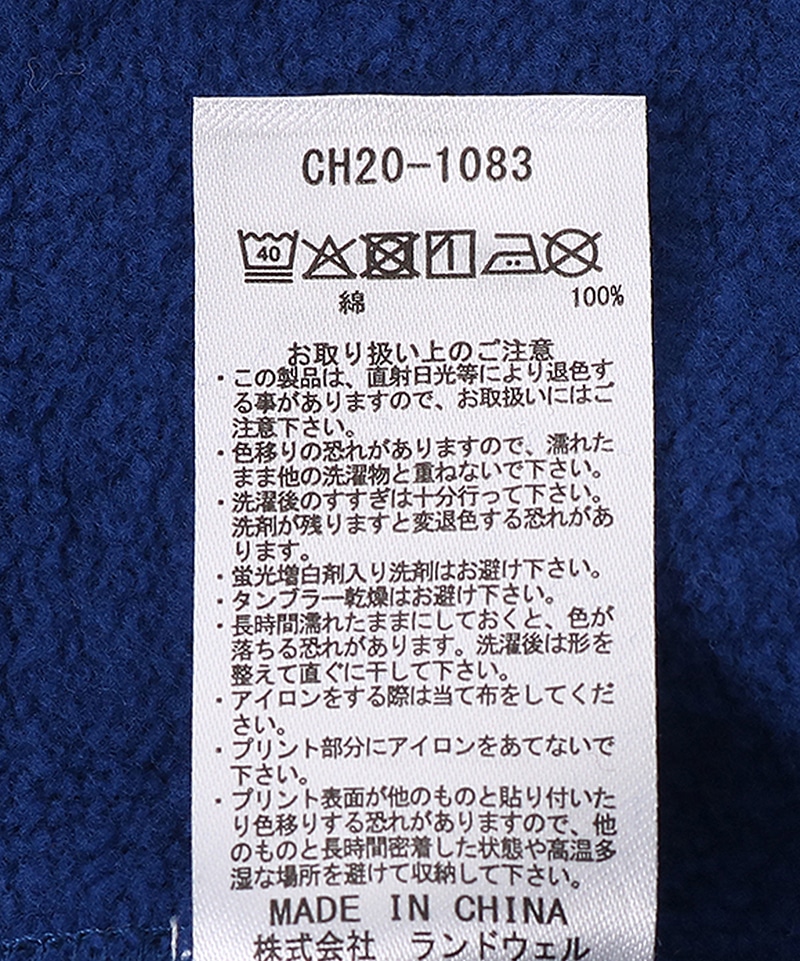 CH20-1083
40
綿 100%
お取り扱い上のご注意
・この製品は、直射日光等により退色す
る事がありますので、お取扱いにはご
注意下さい。
・色移りの恐れがありますので、濡れた
まま他の洗濯物と重ねないで下さい。
・洗濯後のすすぎは十分行って下さい。
洗剤が残りますと変退色する恐れがあ
ります。
・蛍光増白剤入り洗剤はお避け下さい。
・タンブラー乾燥はお避け下さい。
・長時間濡れたままにしておくと、色が
落ちる恐れがあります。洗濯後は形を
整えて直ぐに干して下さい。
・アイロンをする際は当て布をしてくだ
さい。
・プリント部分にアイロンをあてないで
下さい。
・プリント表面が他のものと貼り付いた
り色移りする恐れがありますので、他
のものと長時間密着した状態や高温多
湿な場所を避けて収納して下さい。
MADE IN CHINA
株式会社 ランドウェル